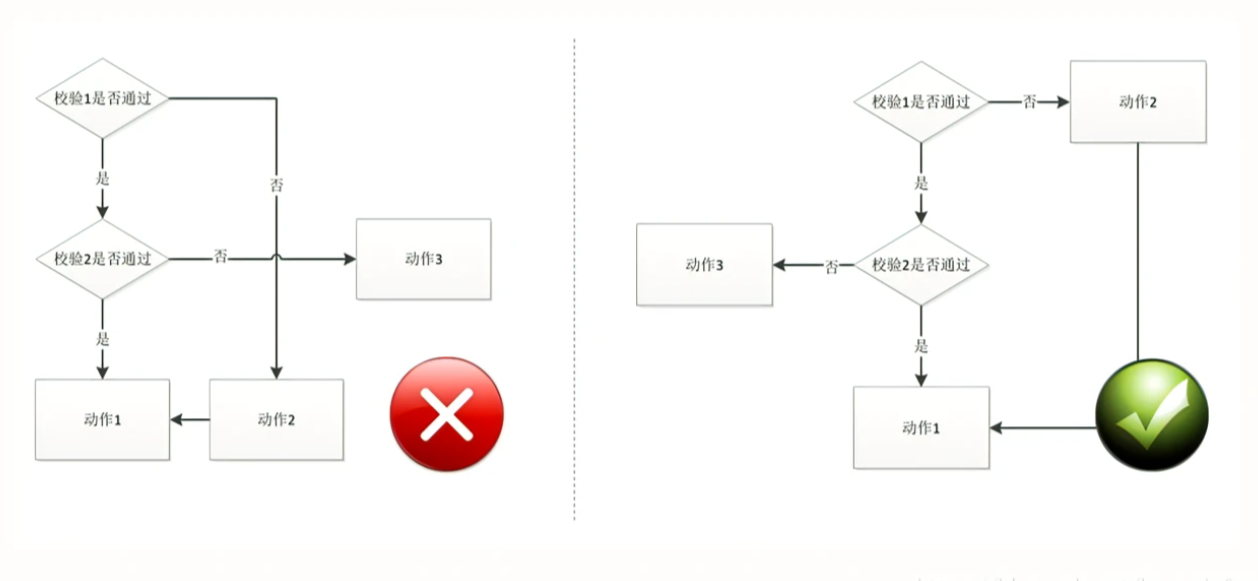 校验1是否通过
是
否
校验2是否通过
否
动作3
是
动作1
动作2
校验1是否通过
否
动作2
是
动作3
否
校验2是否通过
是
动作1